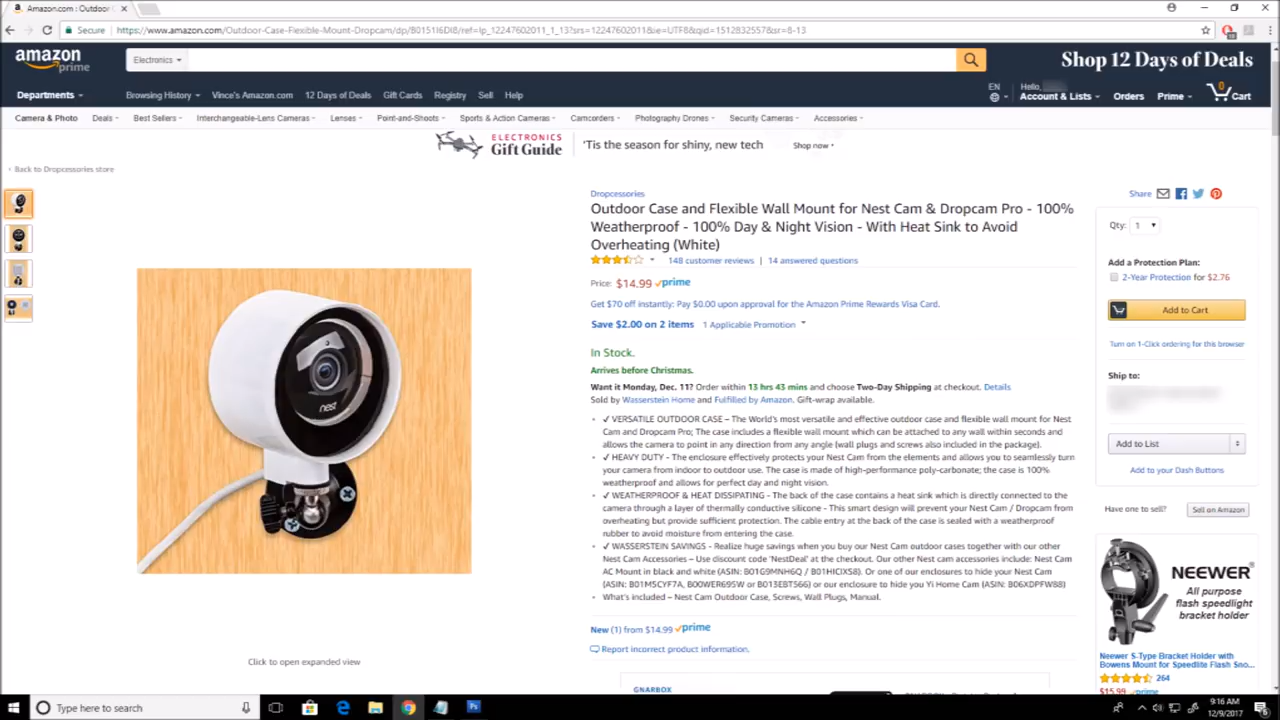 Amazon.com : Outdoor C
Secure https://www.amazon.com/Outdoor-Case-Flexible-Mount-Dropcam/dp/B0151I6DI8/ref=lp_12247602011_1_13?srs=12247602011&ie=UTF8&qid=1512832557&sr=8-13
amazon prime
Electronics
Shop 12 Days of Deals
Departments Browsing History Vince's Amazon.com 12 Days of Deals Gift Cards Registry Sell Help
EN Hello, Account & Lists Orders Prime 0 Cart
Camera & Photo Deals Best Sellers Interchangeable-Lens Cameras Lenses Point-and-Shoots Sports & Action Cameras Camcorders Photography Drones Security Cameras Accessories
ELECTRONICS
Gift Guide
'Tis the season for shiny, new tech Shop now
‹ Back to Dropcessories store
Dropcessories
Outdoor Case and Flexible Wall Mount for Nest Cam & Dropcam Pro - 100%
Weatherproof - 100% Day & Night Vision - With Heat Sink to Avoid
Overheating (White)
148 customer reviews | 14 answered questions
Price: $14.99 prime
Get $70 off instantly: Pay $0.00 upon approval for the Amazon Prime Rewards Visa Card.
Save $2.00 on 2 items 1 Applicable Promotion
In Stock.
Arrives before Christmas.
Want it Monday, Dec. 11? Order within 13 hrs 43 mins and choose Two-Day Shipping at checkout. Details
Sold by Wasserstein Home and Fulfilled by Amazon. Gift-wrap available.
✓ VERSATILE OUTDOOR CASE – The World's most versatile and effective outdoor case and flexible wall mount for Nest
Cam and Dropcam Pro; The case includes a flexible wall mount which can be attached to any wall within seconds and
allows the camera to point in any direction from any angle (wall plugs and screws also included in the package).
✓ HEAVY DUTY - The enclosure effectively protects your Nest Cam from the elements and allows you to seamlessly turn
your camera from indoor to outdoor use. The case is made of high-performance poly-carbonate; the case is 100%
weatherproof and allows for perfect day and night vision.
✓ WEATHERPROOF & HEAT DISSIPATING - The back of the case contains a heat sink which is directly connected to the
camera through a layer of thermally conductive silicone - This smart design will prevent your Nest Cam / Dropcam from
overheating but provide sufficient protection. The cable entry at the back of the case is sealed with a weatherproof
rubber to avoid moisture from entering the case.
✓ WASSERSTEIN SAVINGS - Realize huge savings when you buy our Nest Cam outdoor cases together with our other
Nest Cam Accessories – Use discount code 'NestDeal' at the checkout. Our other Nest cam accessories include: Nest Cam
AC Mount in black and white (ASIN: B01G9MNH6Q / B01HICIXS8). Or one of our enclosures to hide your Nest Cam
(ASIN: B01M5CYF7A, B00WER695W or B013EBT566) or our enclosure to hide you Yi Home Cam (ASIN: B06XDPFW88)
What's included – Nest Cam Outdoor Case, Screws, Wall Plugs, Manual.
New (1) from $14.99 prime
Report incorrect product information.
GNARBOX
nest
Click to open expanded view
Share
Qty: 1
Add a Protection Plan:
2-Year Protection for $2.76
Add to Cart
Turn on 1-Click ordering for this browser
Ship to:
Add to List
Add to your Dash Buttons
Have one to sell? Sell on Amazon
NEEWER®
All purpose
flash speedlight
bracket holder
Neewer S-Type Bracket Holder with
Bowens Mount for Speedlite Flash Sno...
264
$15.99 prime
Type here to search
9:16 AM
12/9/2017